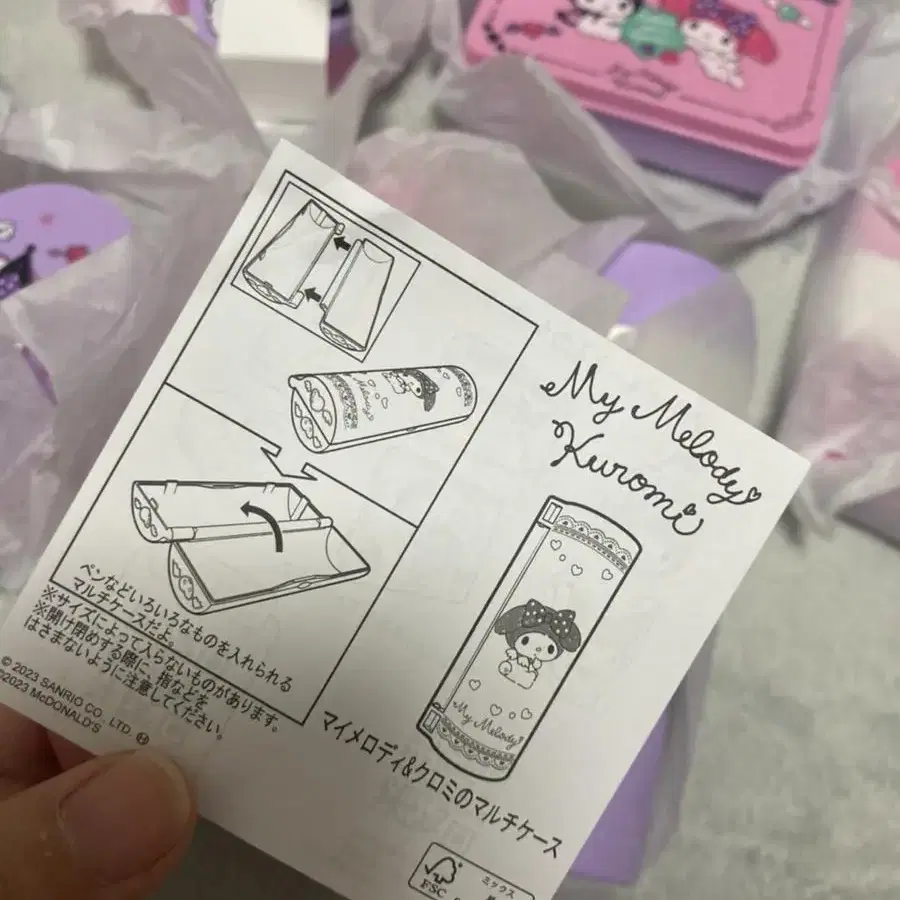 My Melody
Kuromi
Melody
My Melody
ペンなどいろいろなものを入れられる
マルチケースだよ。
※サイズによって入らないものがあります。
※開け閉めする際に、指などを
はさまないように注意してください。
© 2023 SANRIO CO., LTD. Ⓗ
©2023 McDONALD'S
マイメロディ&クロミのマルチケース
FSC
ミックス